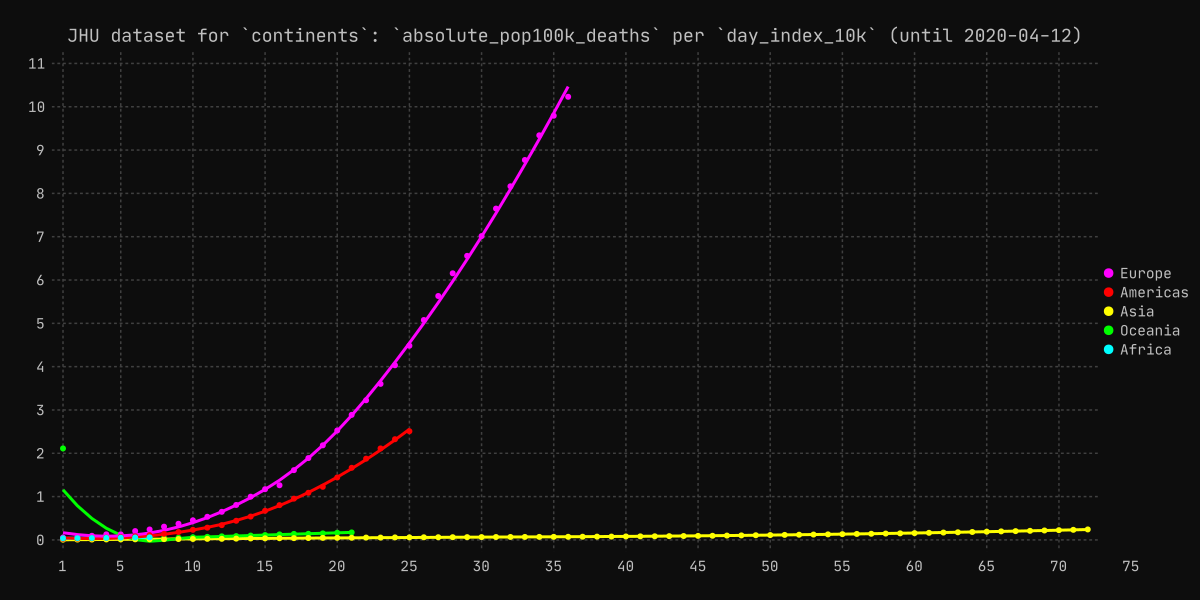 JHU dataset for `continents`: `absolute_pop100k_deaths` per `day_index_10k` (until 2020-04-12)
11
10
9
8
7
6
5
4
3
2
1
0
1 5 10 15 20 25 30 35 40 45 50 55 60 65 70 75
Europe
Americas
Asia
Oceania
Africa